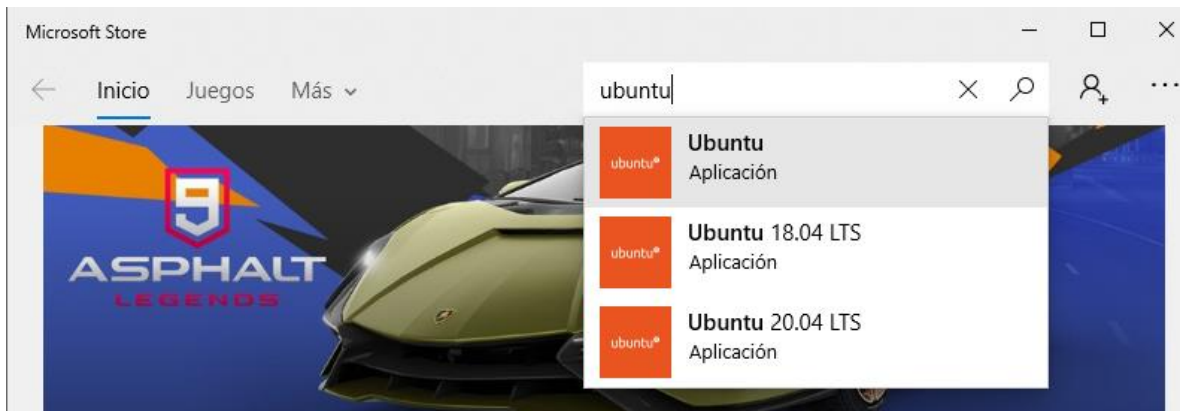 Microsoft Store
Inicio Juegos Más
ubuntu
ubuntu®
Ubuntu
Aplicación
ubuntu®
Ubuntu 18.04 LTS
Aplicación
ubuntu®
Ubuntu 20.04 LTS
Aplicación
9
ASPHALT
LEGENDS